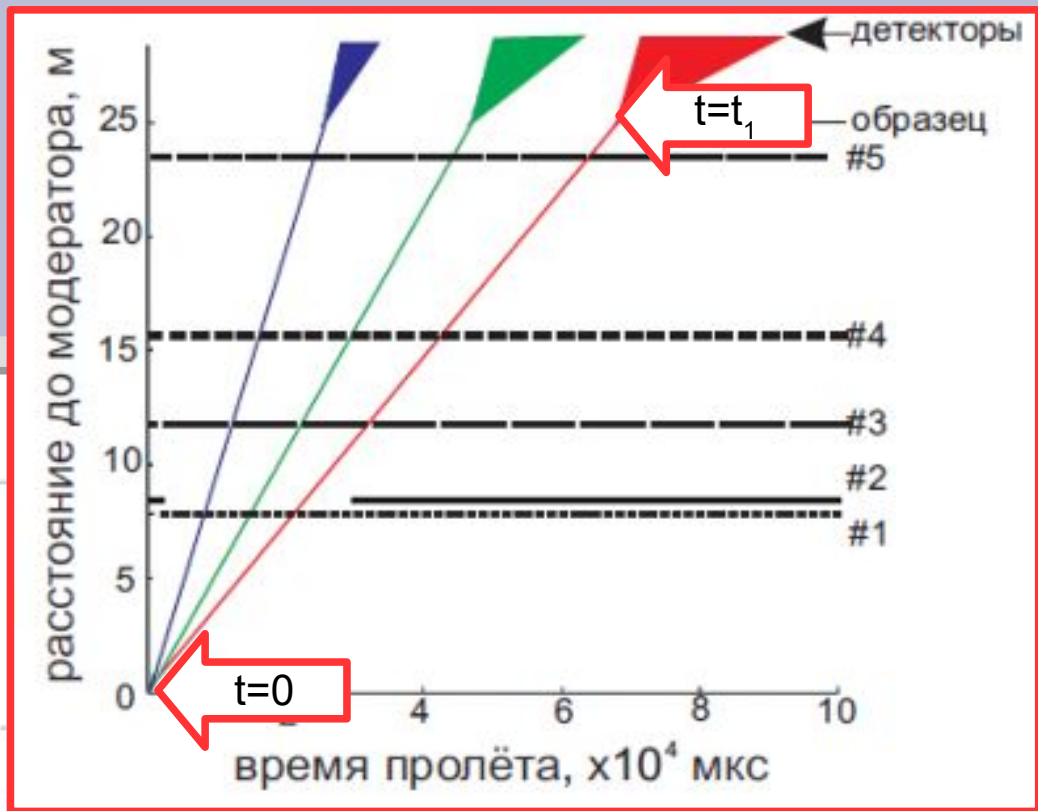 детекторы
расстояние до модератора, м
25
t=t₁
образец
#5
20
#4
15
#3
10
#2
#1
5
0
t=0
4
6
8
10
время пролёта, x10⁴ мкс